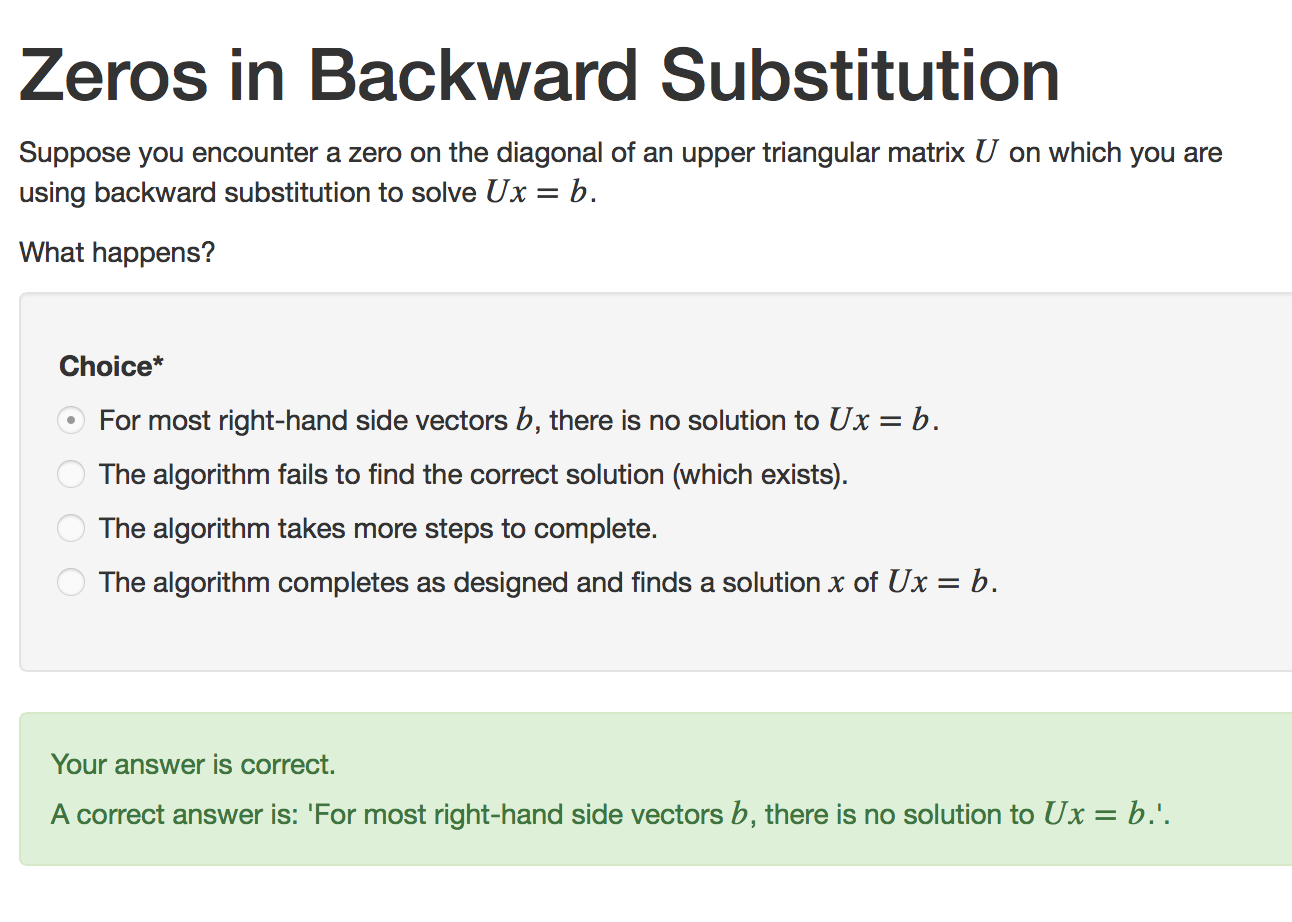 Zeros in Backward Substitution
Suppose you encounter a zero on the diagonal of an upper triangular matrix U on which you are
using backward substitution to solve Ux = b.
What happens?
Choice*
For most right-hand side vectors b, there is no solution to Ux = b.
The algorithm fails to find the correct solution (which exists).
The algorithm takes more steps to complete.
The algorithm completes as designed and finds a solution x of Ux = b.
Your answer is correct.
A correct answer is: 'For most right-hand side vectors b, there is no solution to Ux = b.'.